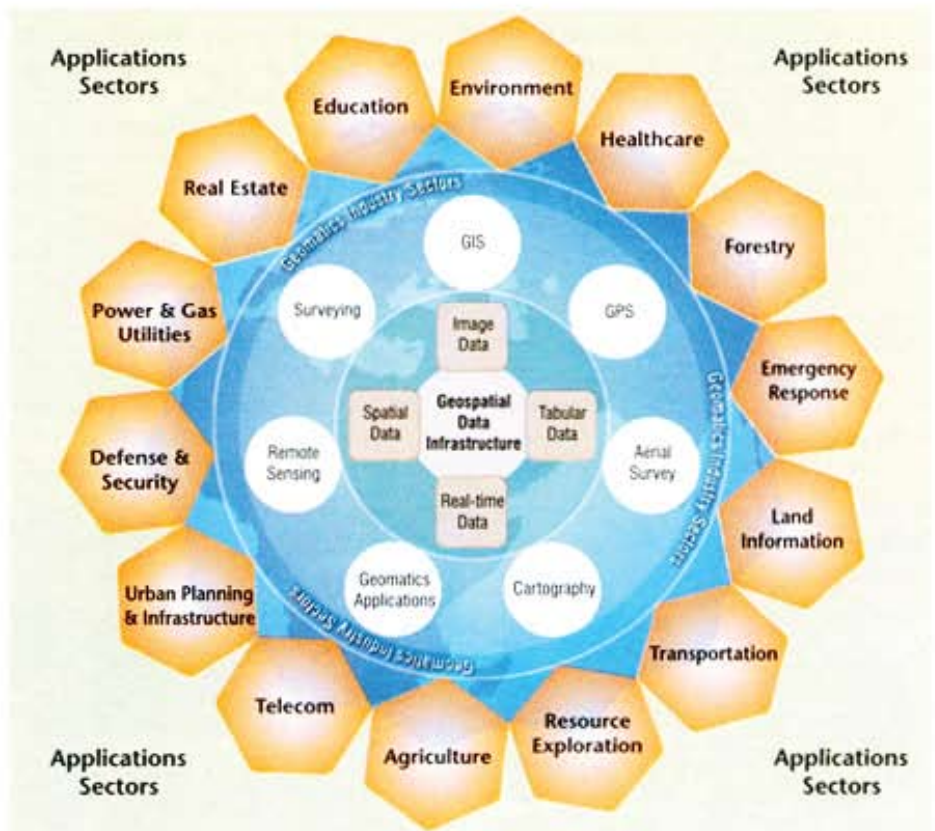 Applications
Sectors
Applications
Sectors
Environment
Education
Healthcare
Real Estate
Forestry
Power & Gas
Utilities
Emergency
Response
Defense &
Security
Land
Information
Urban Planning
& Infrastructure
Transportation
Telecom
Resource
Exploration
Agriculture
Geomatics Industry Sectors
Geomatics Industry Sectors
Geomatics Industry Sectors
GIS
Surveying
GPS
Remote
Sensing
Aerial
Survey
Geomatics
Applications
Cartography
Image
Data
Spatial
Data
Geospatial
Data
Infrastructure
Tabular
Data
Real-time
Data
Applications
Sectors
Applications
Sectors